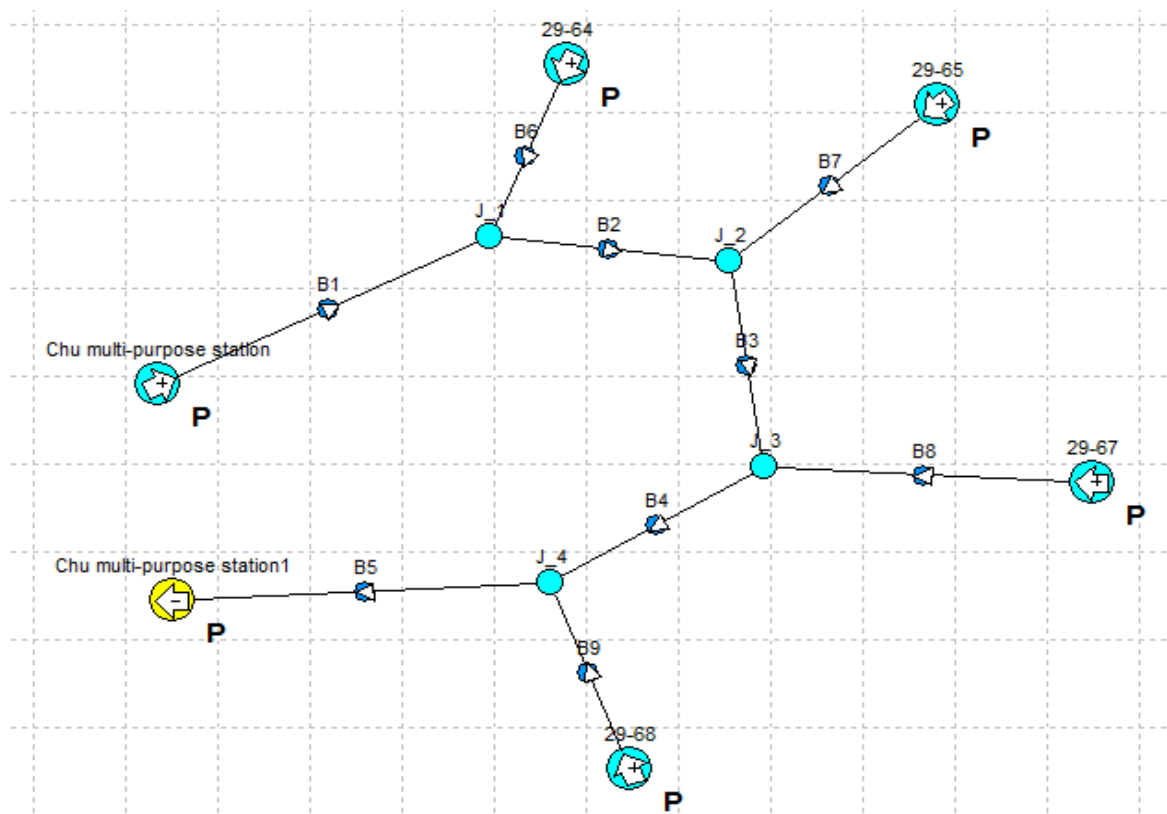 29-64
P
29-65
P
B6
B7
J_1
B2
J_2
B1
B3
Chu multi-purpose station
P
J_3
B8
29-67
P
B4
J_4
Chu multi-purpose station1
B5
P
B9
29-68
P